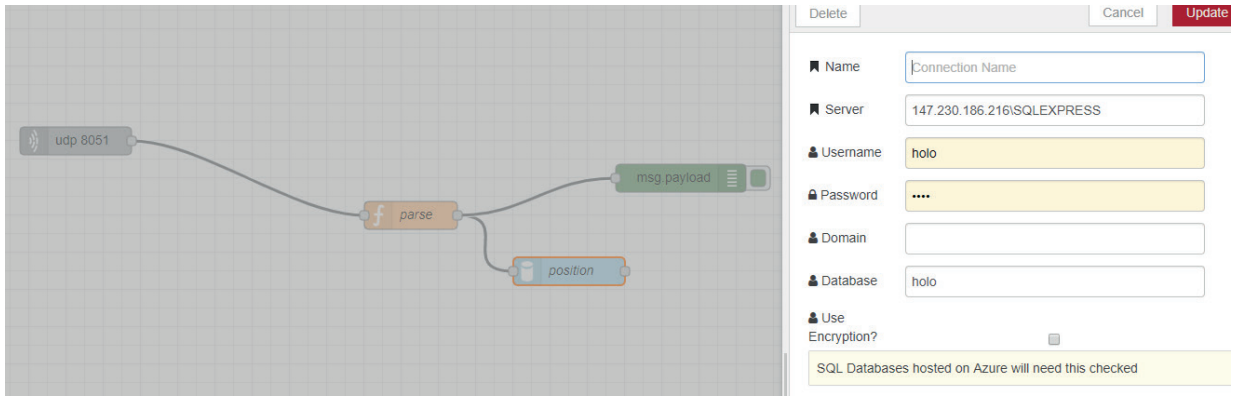 Delete
Cancel
Update
Name
Connection Name
Server
147.230.186.216\SQLEXPRESS
Username
holo
Password
••••
Domain
Database
holo
Use
Encryption?
SQL Databases hosted on Azure will need this checked
udp 8051
f parse
msg.payload
position